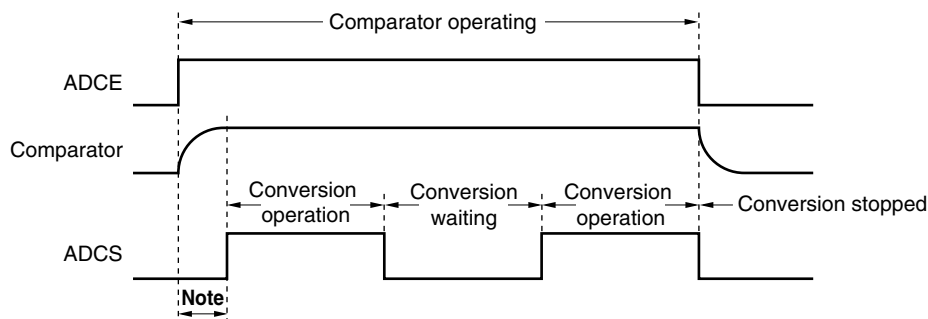 Comparator operating
ADCE
Comparator
Conversion
operation
Conversion
waiting
Conversion
operation
Conversion stopped
ADCS
Note